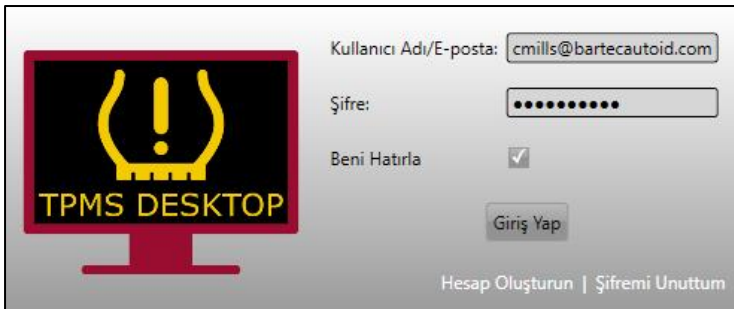 Kullanıcı Adı/E-posta: cmills@bartecautoid.com
Şifre: ●●●●●●●●●●
Beni Hatırla
TPMS DESKTOP
Giriş Yap
Hesap Oluşturun | Şifremi Unuttum